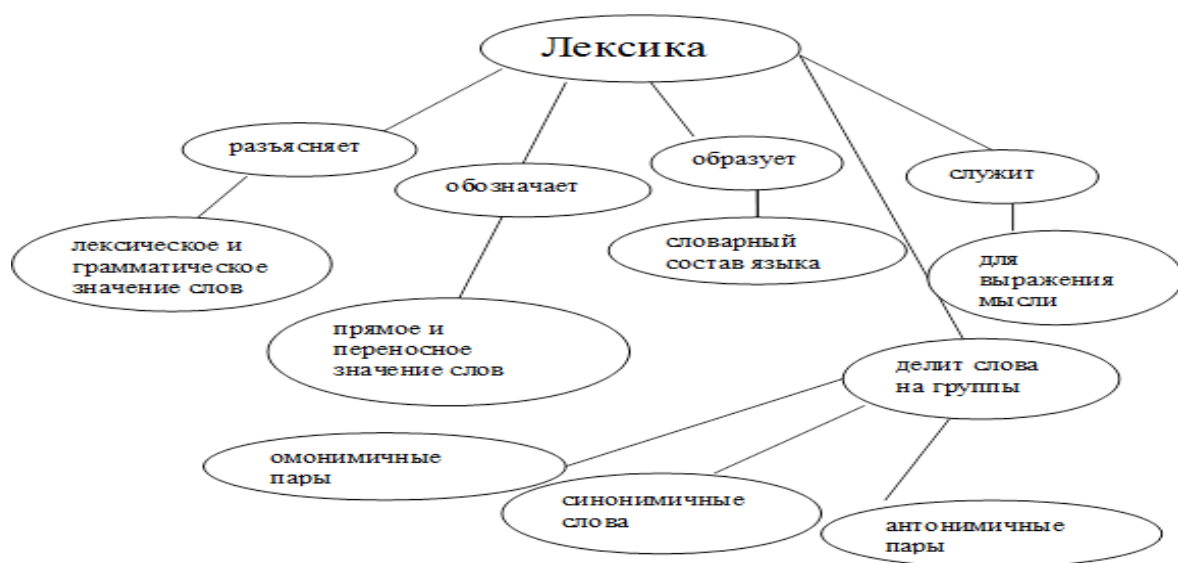 Лексика
разъясняет
обозначает
образует
служит
лексическое и
грамматическое
значение слов
прямое и
переносное
значение слов
словарный
состав языка
для
выражения
мысли
делит слова
на группы
омонимичные
пары
синонимичные
слова
антонимичные
пары